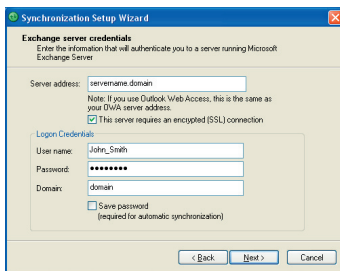 Synchronization Setup Wizard
Exchange server credentials
Enter the information that will authenticate you to a server running Microsoft
Exchange Server
Server address: servername.domain
Note: If you use Outlook Web Access, this is the same as
your OWA server address.
This server requires an encrypted (SSL) connection
Logon Credentials
User name: John_Smith
Password: ●●●●●●●●
Domain: domain
Save password
(required for automatic synchronization)
< Back Next > Cancel